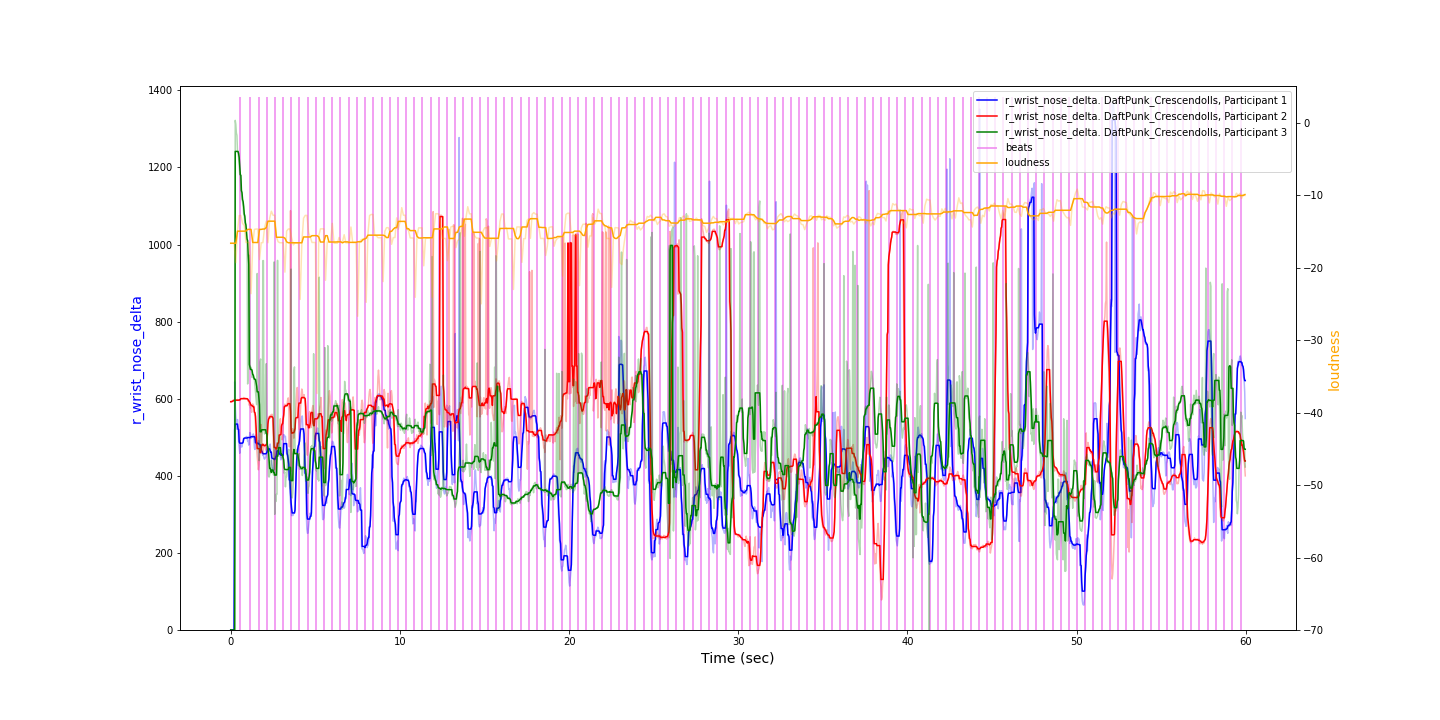 1400
1200
1000
800
600
400
200
0
r_wrist_nose_delta
r_wrist_nose_delta. DaftPunk_Crescendolls, Participant 1
r_wrist_nose_delta. DaftPunk_Crescendolls, Participant 2
r_wrist_nose_delta. DaftPunk_Crescendolls, Participant 3
beats
loudness
0
−10
−20
−30
−40
−50
−60
−70
loudness
0
10
20
30
40
50
60
Time (sec)